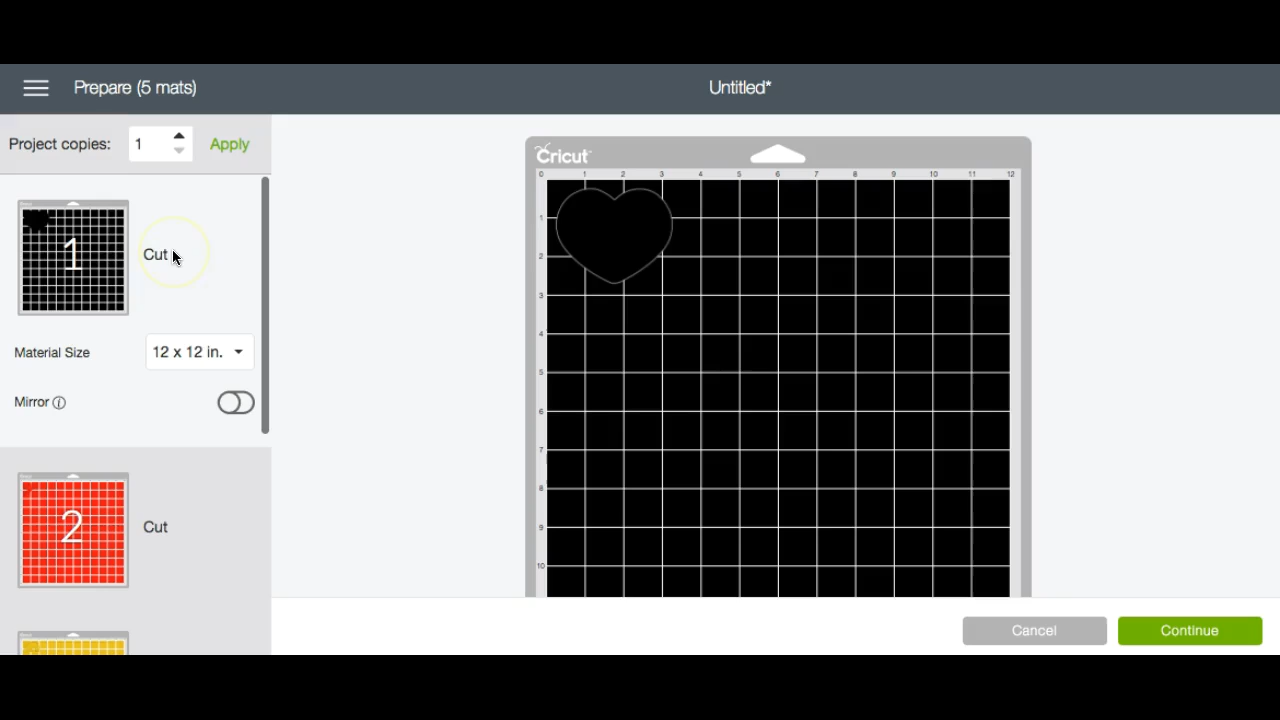 Prepare (5 mats)
Untitled*
Project copies: 1 Apply
Cricut
0 1 2 3 4 5 6 7 8 9 10 11 12
1
2
3
4
5
6
7
8
9
10
1
Cut
Material Size 12 x 12 in.
Mirror
2
Cut
Cancel
Continue